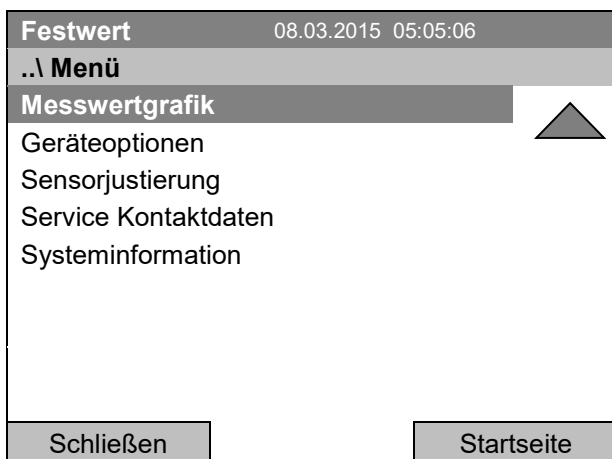 Festwert 08.03.2015 05:05:06
..\ Menü
Messwertgrafik
Geräteoptionen
Sensorjustierung
Service Kontaktdaten
Systeminformation
Schließen Startseite